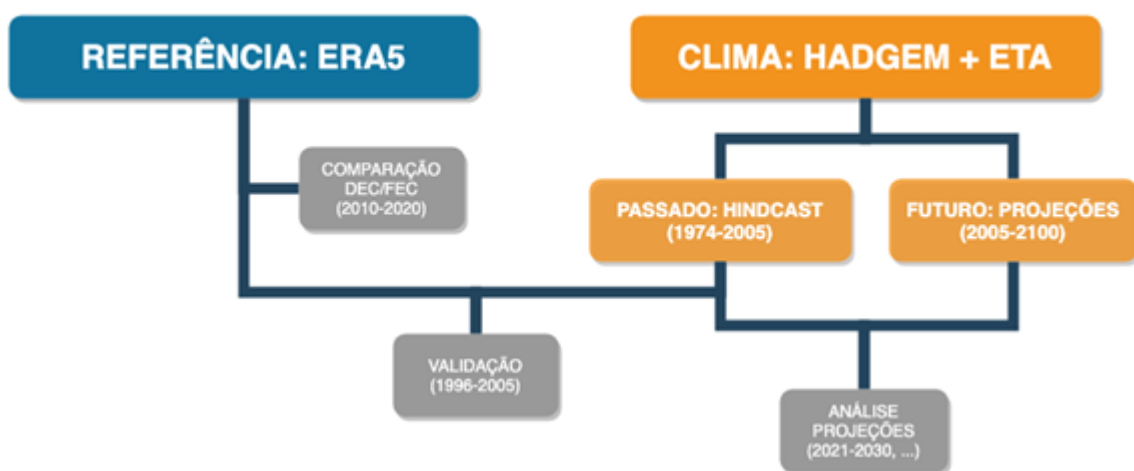 REFERÊNCIA: ERA5
CLIMA: HADGEM + ETA
COMPARAÇÃO
DEC/FEC
(2010-2020)
PASSADO: HINDCAST
(1974-2005)
FUTURO: PROJEÇÕES
(2005-2100)
VALIDAÇÃO
(1996-2005)
ANÁLISE
PROJEÇÕES
(2021-2030, ...)